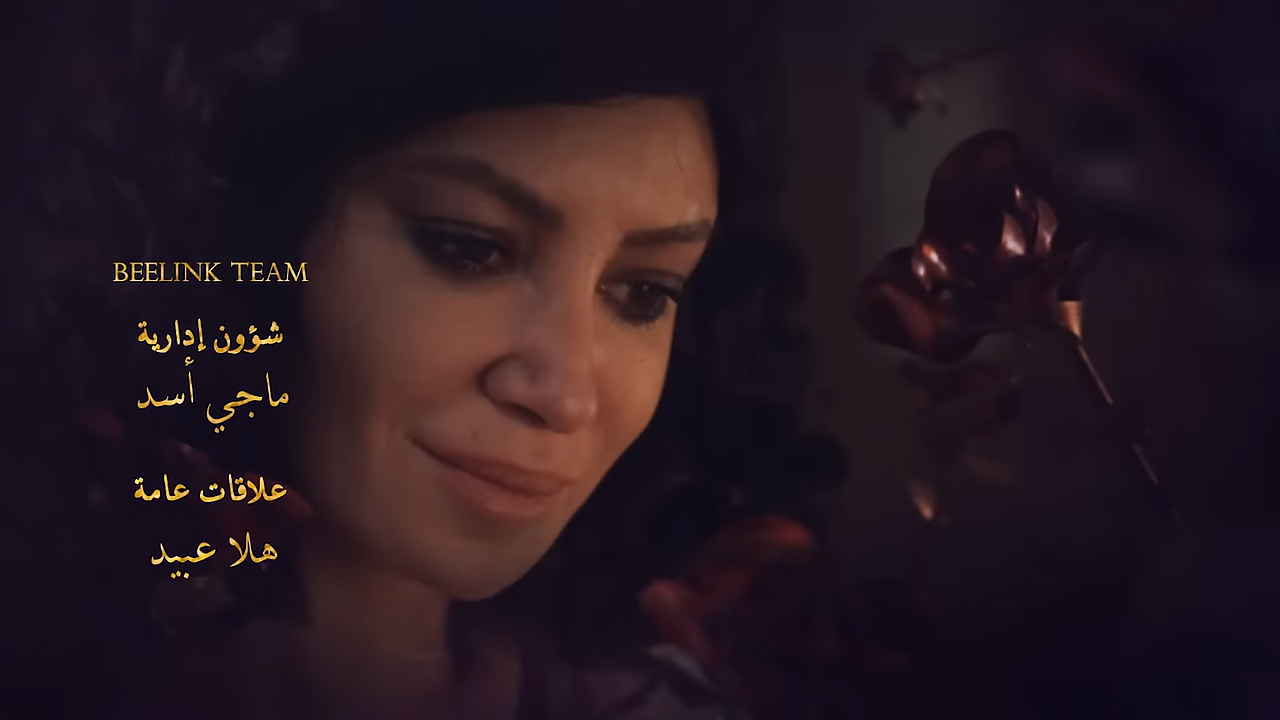 BEELINK TEAM
شؤون إدارية
ماجي أسد
علاقات عامة
هلا عبيد